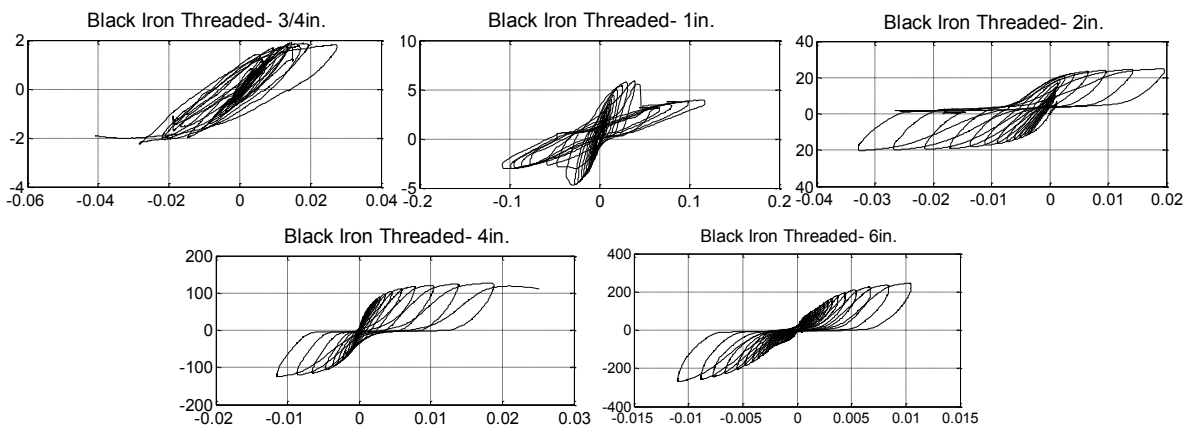 Black Iron Threaded- 3/4in.
2
0
-2
-4
-0.06 -0.04 -0.02 0 0.02 0.04
Black Iron Threaded- 1in.
10
5
0
-5
-0.2 -0.1 0 0.1 0.2
Black Iron Threaded- 2in.
40
20
0
20
40
-0.04 -0.03 -0.02 -0.01 0 0.01 0.02
Black Iron Threaded- 4in.
200
100
0
-100
-200
-0.02 -0.01 0 0.01 0.02 0.03
Black Iron Threaded- 6in.
400
200
0
-200
-400
-0.015 -0.01 -0.005 0 0.005 0.01 0.015